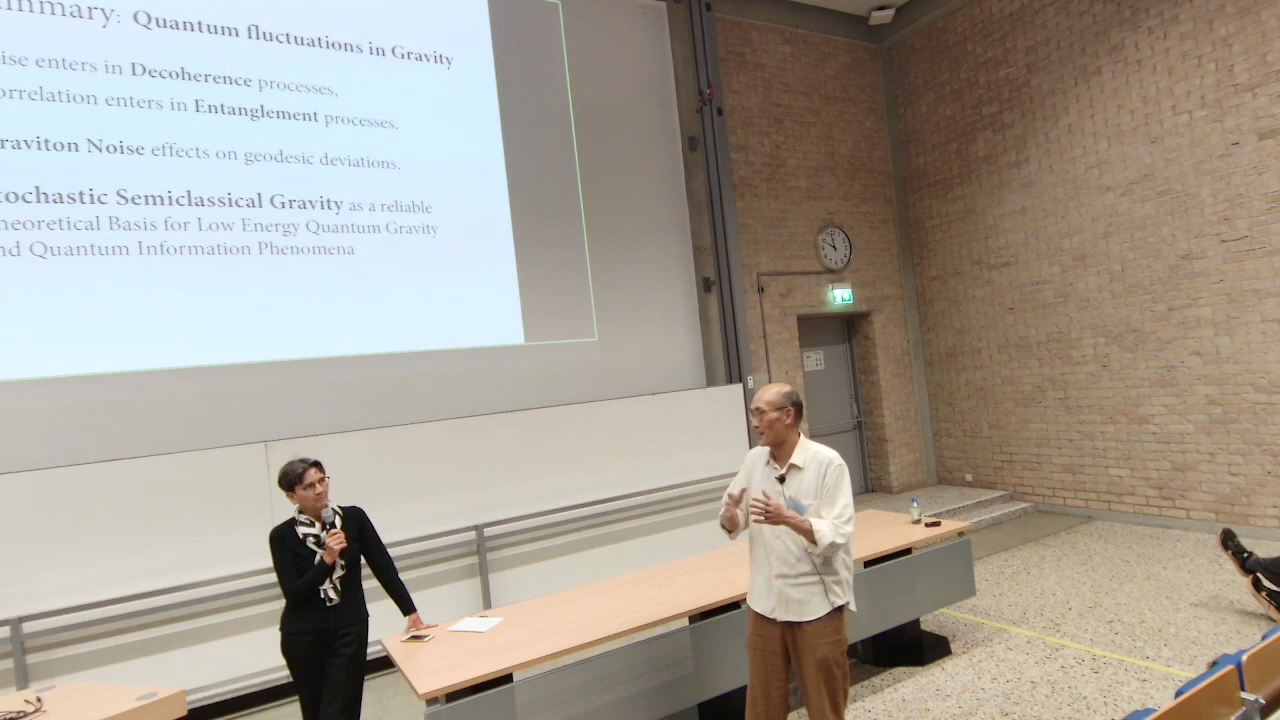 mmary: Quantum fluctuations in Gravity
ise enters in Decoherence processes,
orrelation enters in Entanglement processes.
raviton Noise effects on geodesic deviations.
tochastic Semiclassical Gravity as a reliable
heoretical Basis for Low Energy Quantum Gravity
nd Quantum Information Phenomena